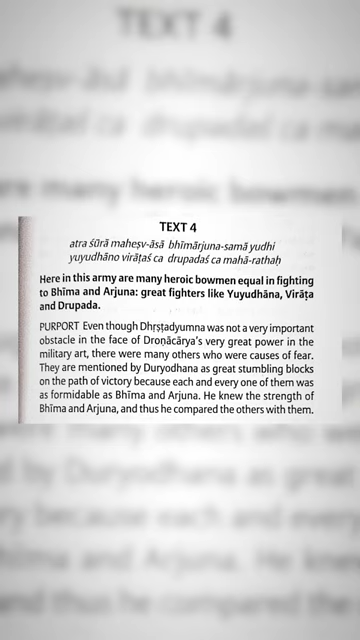 TEXT 4
atra śūrā maheṣv-āsā bhīmārjuna-samā yudhi
yuyudhāno virāṭaś ca drupadaś ca mahā-rathaḥ
Here in this army are many heroic bowmen equal in fighting
to Bhīma and Arjuna: great fighters like Yuyudhāna, Virāṭa
and Drupada.
PURPORT Even though Dhṛṣṭadyumna was not a very important
obstacle in the face of Droṇācārya's very great power in the
military art, there were many others who were causes of fear.
They are mentioned by Duryodhana as great stumbling blocks
on the path of victory because each and every one of them was
as formidable as Bhīma and Arjuna. He knew the strength of
Bhīma and Arjuna, and thus he compared the others with them.